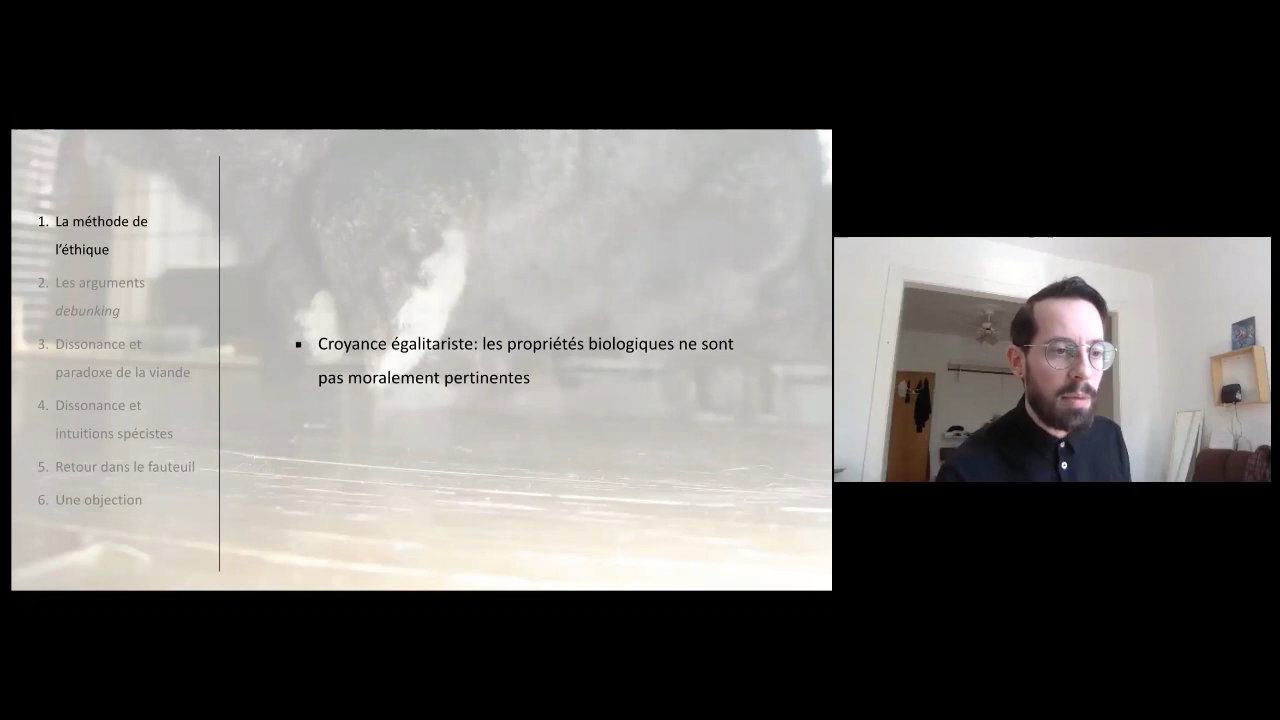 1. La méthode de
l’éthique
2. Les arguments
debunking
3. Dissonance et
paradoxe de la viande
4. Dissonance et
intuitions spécistes
5. Retour dans le fauteuil
6. Une objection
▪ Croyance égalitariste: les propriétés biologiques ne sont
pas moralement pertinentes